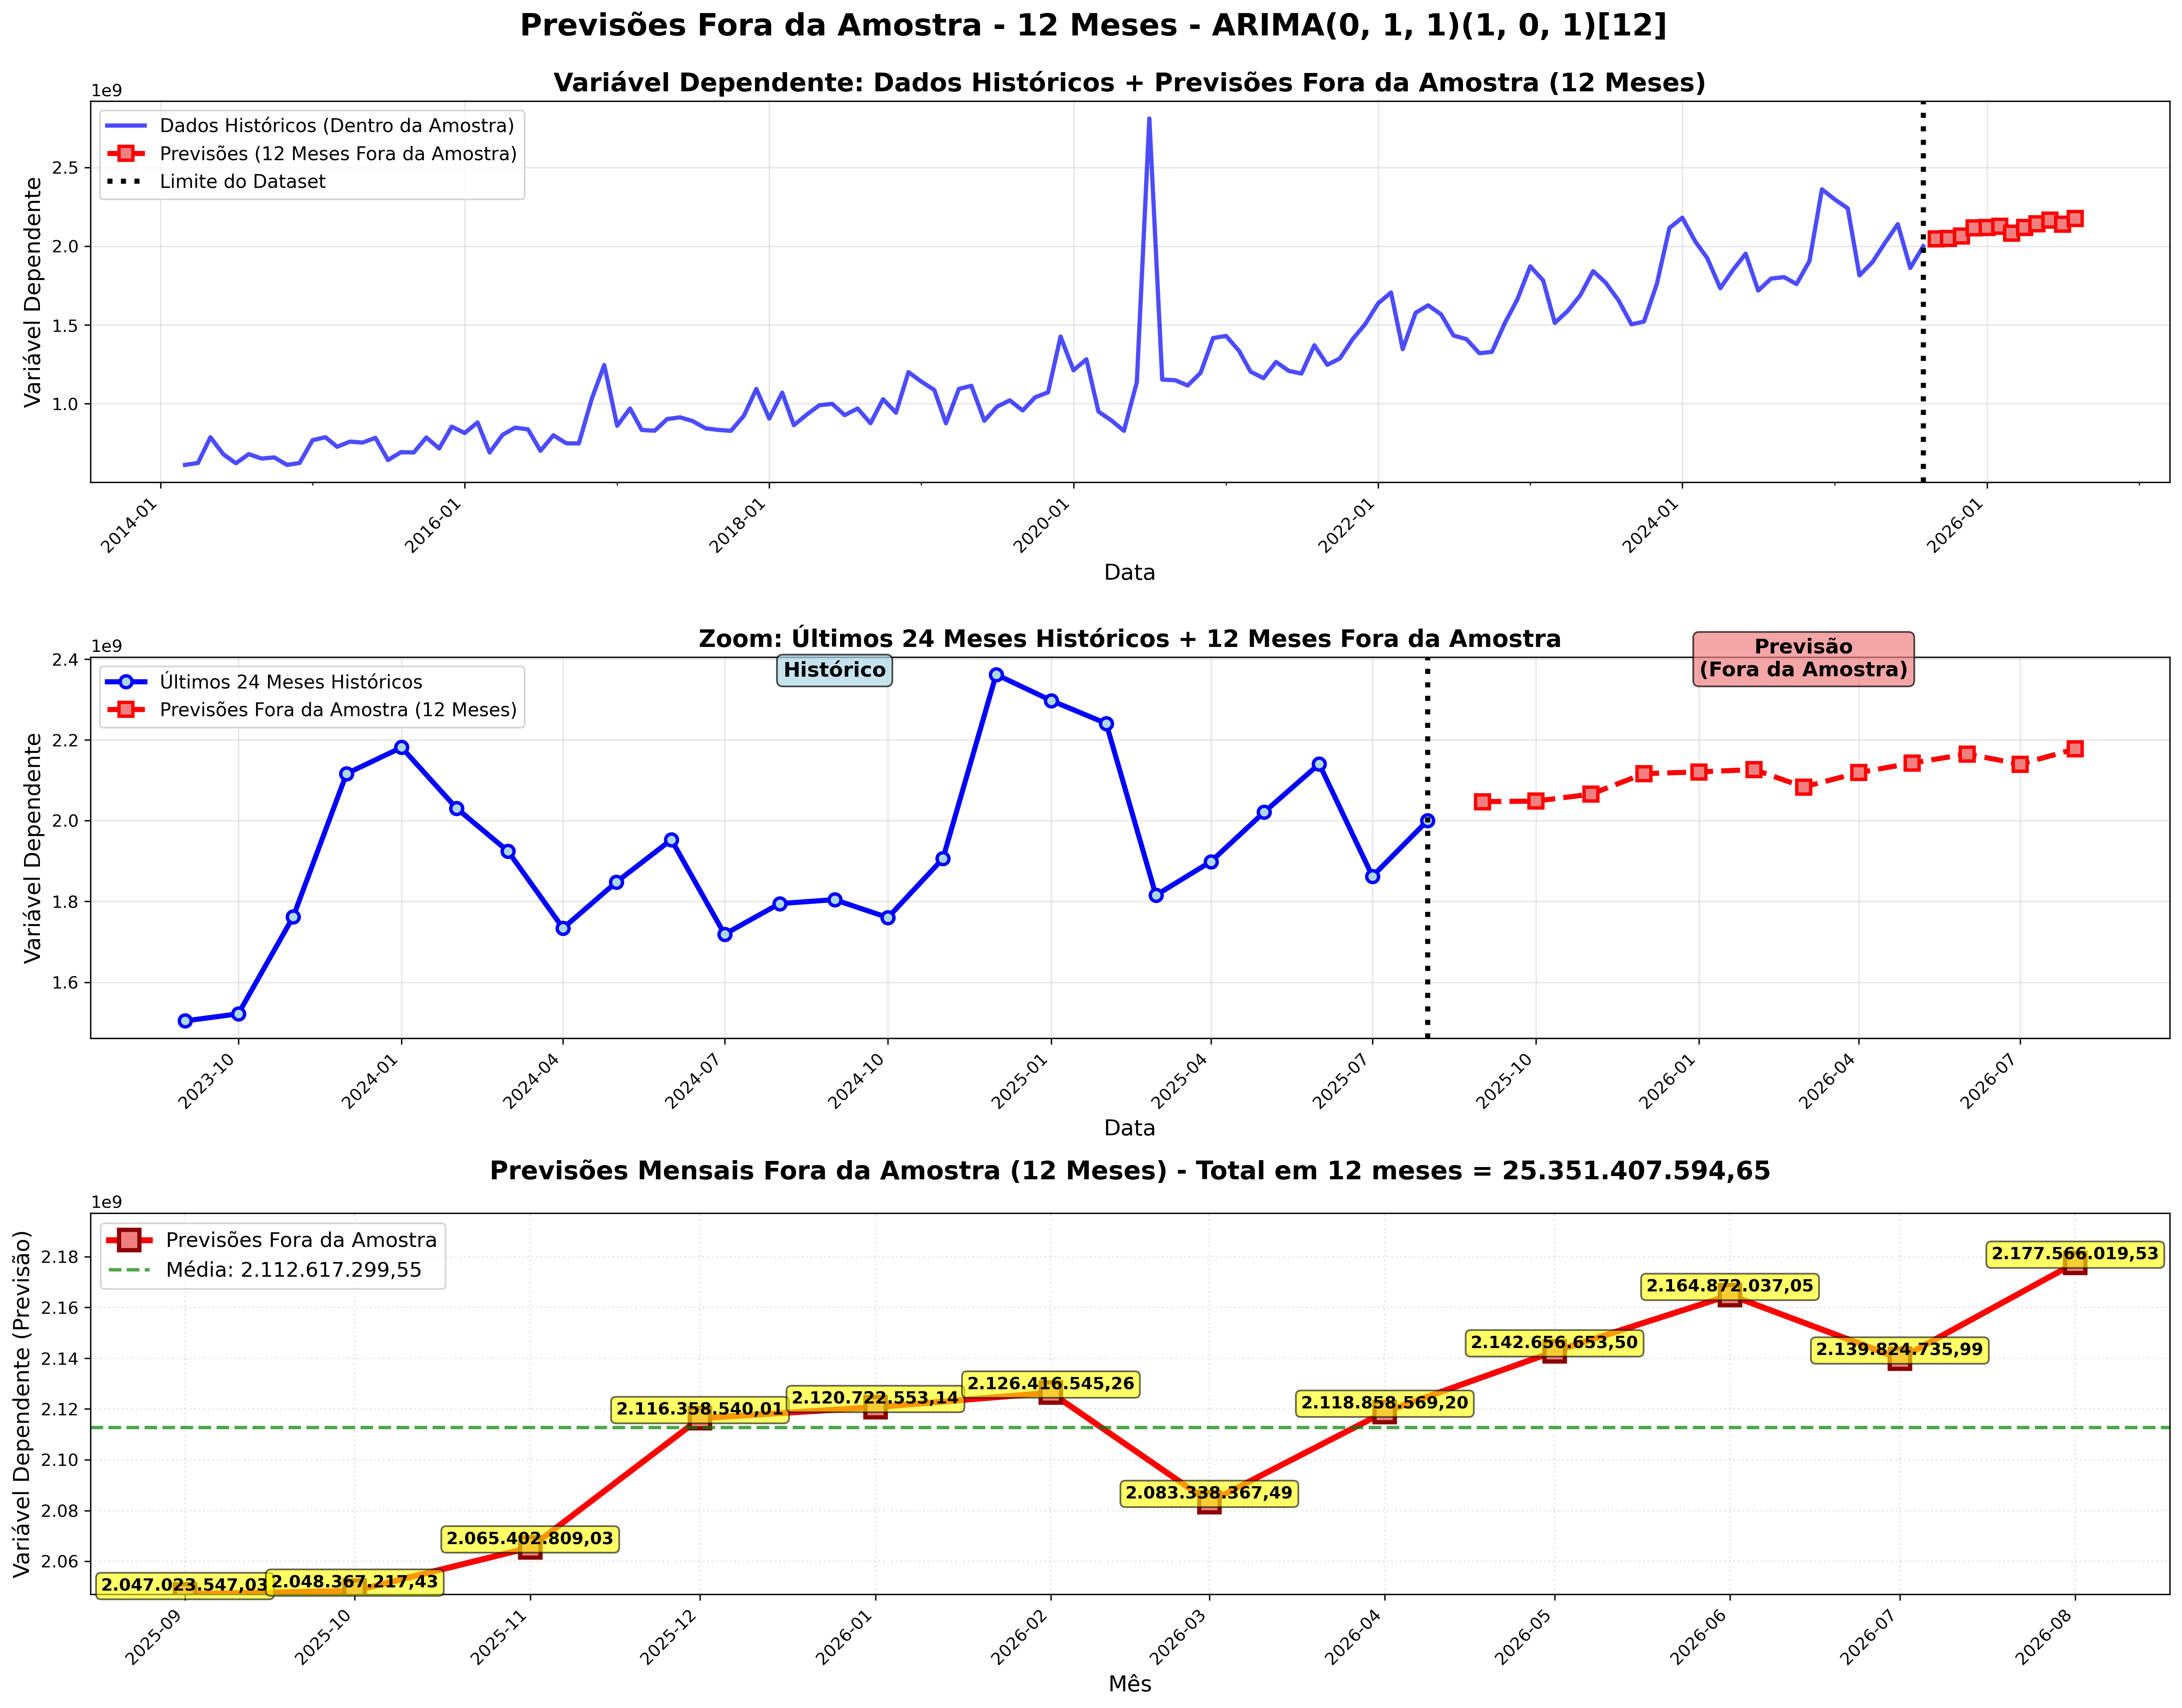 Previsões Fora da Amostra - 12 Meses - ARIMA(0, 1, 1)(1, 0, 1)[12]
Variável Dependente: Dados Históricos + Previsões Fora da Amostra (12 Meses)
1e9
Dados Históricos (Dentro da Amostra)
Previsões (12 Meses Fora da Amostra)
Limite do Dataset
Variável Dependente
2.5
2.0
1.5
1.0
2014-01
2016-01
2018-01
2020-01
2022-01
2024-01
2026-01
Data
Zoom: Últimos 24 Meses Históricos + 12 Meses Fora da Amostra
1e9
Últimos 24 Meses Históricos
Previsões Fora da Amostra (12 Meses)
Histórico
Previsão
(Fora da Amostra)
Variável Dependente
2.4
2.2
2.0
1.8
1.6
2023-10
2024-01
2024-04
2024-07
2024-10
2025-01
2025-04
2025-07
2025-10
2026-01
2026-04
2026-07
Data
Previsões Mensais Fora da Amostra (12 Meses) - Total em 12 meses = 25.351.407.594,65
1e9
Previsões Fora da Amostra
Média: 2.112.617.299,55
Variável Dependente (Previsão)
2.18
2.16
2.14
2.12
2.10
2.08
2.06
2.047.023.547,03
2.048.367.217,43
2.065.402.809,03
2.116.358.540,01
2.120.722.553,14
2.126.416.545,26
2.083.338.367,49
2.118.858.569,20
2.142.656.653,50
2.164.872.037,05
2.139.824.735,99
2.177.566.019,53
2025-09
2025-10
2025-11
2025-12
2026-01
2026-02
2026-03
2026-04
2026-05
2026-06
2026-07
2026-08
Mês